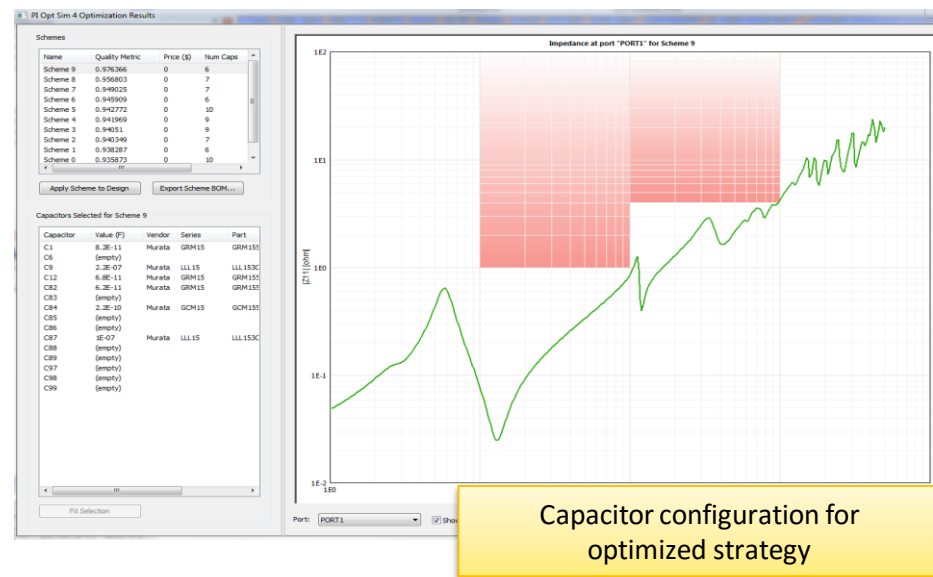 PI Opt Sim 4 Optimization Results
Schemes
Name Quality Metric Price ($) Num Caps
Scheme 9 0.976366 0 6
Scheme 8 0.956803 0 7
Scheme 7 0.949025 0 7
Scheme 6 0.945909 0 6
Scheme 5 0.942772 0 10
Scheme 4 0.941969 0 9
Scheme 3 0.94051 0 9
Scheme 2 0.940349 0 7
Scheme 1 0.938287 0 6
Scheme 0 0.935873 0 10
Apply Scheme to Design Export Scheme BOM...
Capacitors Selected for Scheme 9
Capacitor Value (F) Vendor Series Part
C1 8.2E-11 Murata GRM15 GRM155
C6 (empty)
C9 2.2E-07 Murata LLL15 LLL153C
C12 6.8E-11 Murata GRM15 GRM155
C82 6.2E-11 Murata GRM15 GRM155
C83 (empty)
C84 2.2E-10 Murata GCM15 GCM155
C85 (empty)
C86 (empty)
C87 1E-07 Murata LLL15 LLL153C
C88 (empty)
C89 (empty)
C97 (empty)
C98 (empty)
C99 (empty)
Fit Selection
Impedance at port "PORT1" for Scheme 9
1E2
1E1
1E0
1E-1
1E-2
|Z11|[ohm]
1E0
Port: PORT1 Show
Capacitor configuration for
optimized strategy